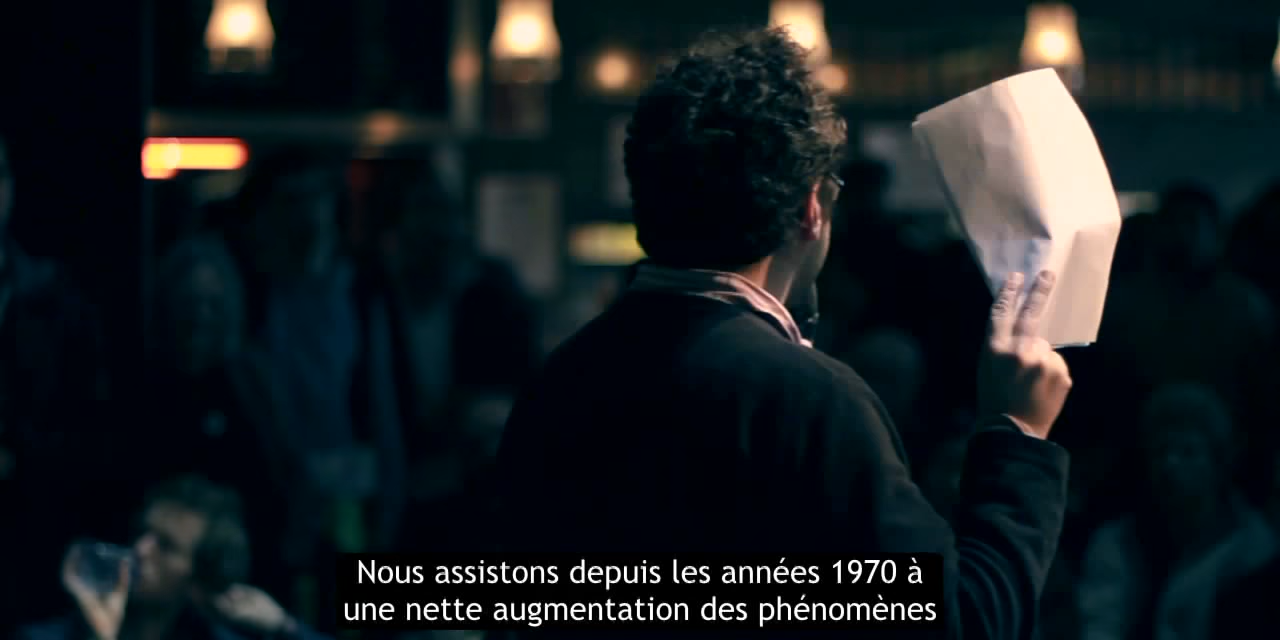 Nous assistons depuis les années 1970 à
une nette augmentation des phénomènes